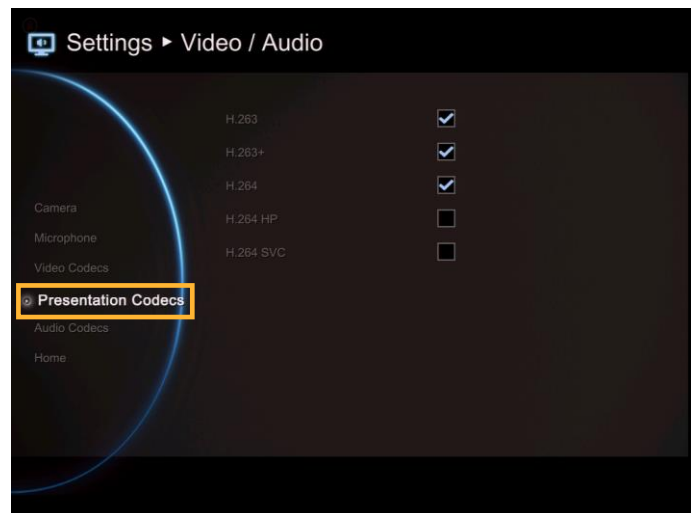 Settings ▸ Video / Audio
H.263
H.263+
H.264
H.264 HP
H.264 SVC
Camera
Microphone
Video Codecs
Presentation Codecs
Audio Codecs
Home